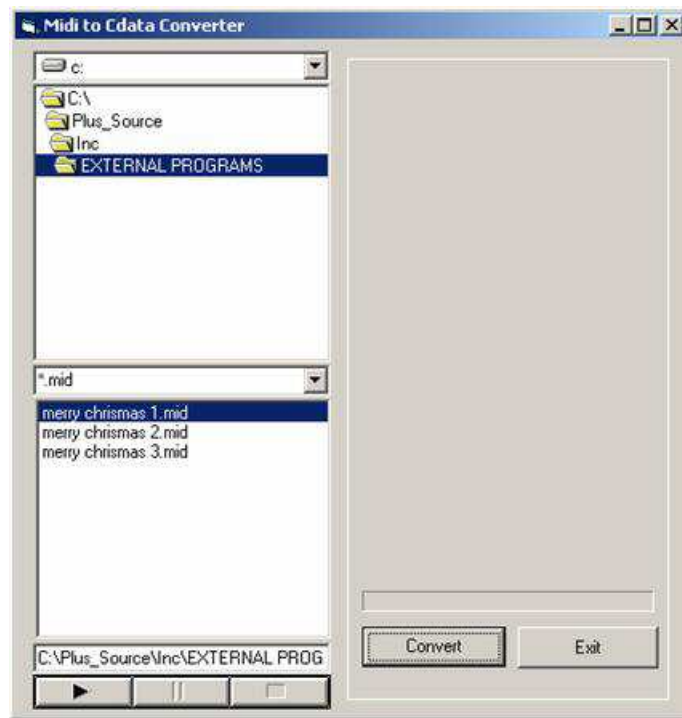 Midi to Cdata Converter
c:
C:\
Plus_Source
Inc
EXTERNAL PROGRAMS
*.mid
merry chrismas 1.mid
merry chrismas 2.mid
merry chrismas 3.mid
C:\Plus_Source\Inc\EXTERNAL PROG
Convert
Exit